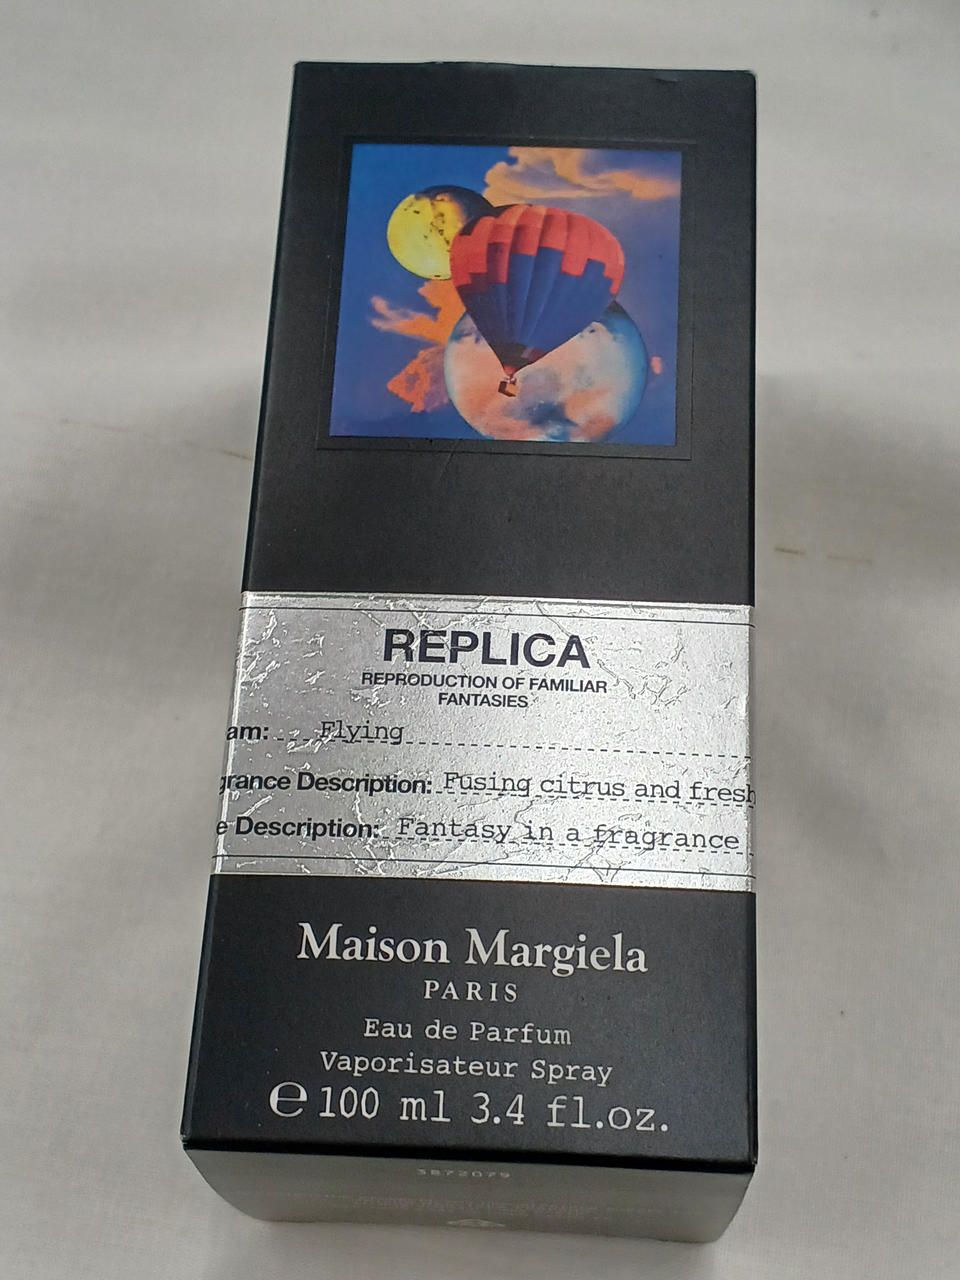 REPLICA
REPRODUCTION OF FAMILIAR
FANTASIES
am: Flying
grance Description: Fusing citrus and fresh
e Description: Fantasy in a fragrance
Maison Margiela
PARIS
Eau de Parfum
Vaporisateur Spray
℮ 100 ml 3.4 fl.oz.
3872079